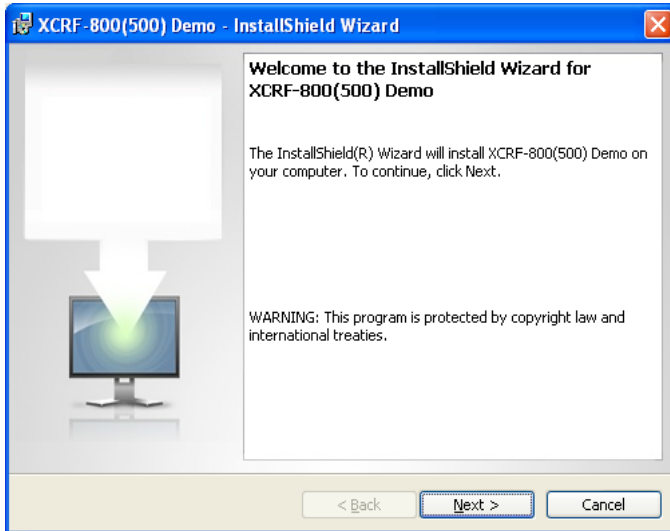 XCRF-800(500) Demo - InstallShield Wizard
Welcome to the InstallShield Wizard for
XCRF-800(500) Demo
The InstallShield(R) Wizard will install XCRF-800(500) Demo on
your computer. To continue, click Next.
WARNING: This program is protected by copyright law and
international treaties.
< Back
Next >
Cancel